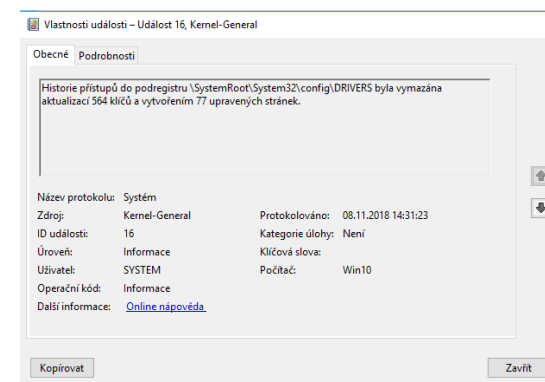 Vlastnosti události – Událost 16, Kernel-General
Obecné Podrobnosti
Historie přístupů do podregistru \SystemRoot\System32\config\DRIVERS byla vymazána
aktualizací 564 klíčů a vytvořením 77 upravených stránek.
Název protokolu: Systém
Zdroj: Kernel-General Protokolováno: 08.11.2018 14:31:23
ID události: 16 Kategorie úlohy: Není
Úroveň: Informace Klíčová slova:
Uživatel: SYSTEM Počítač: Win10
Operační kód: Informace
Další informace: Online nápověda
Kopírovat Zavřít